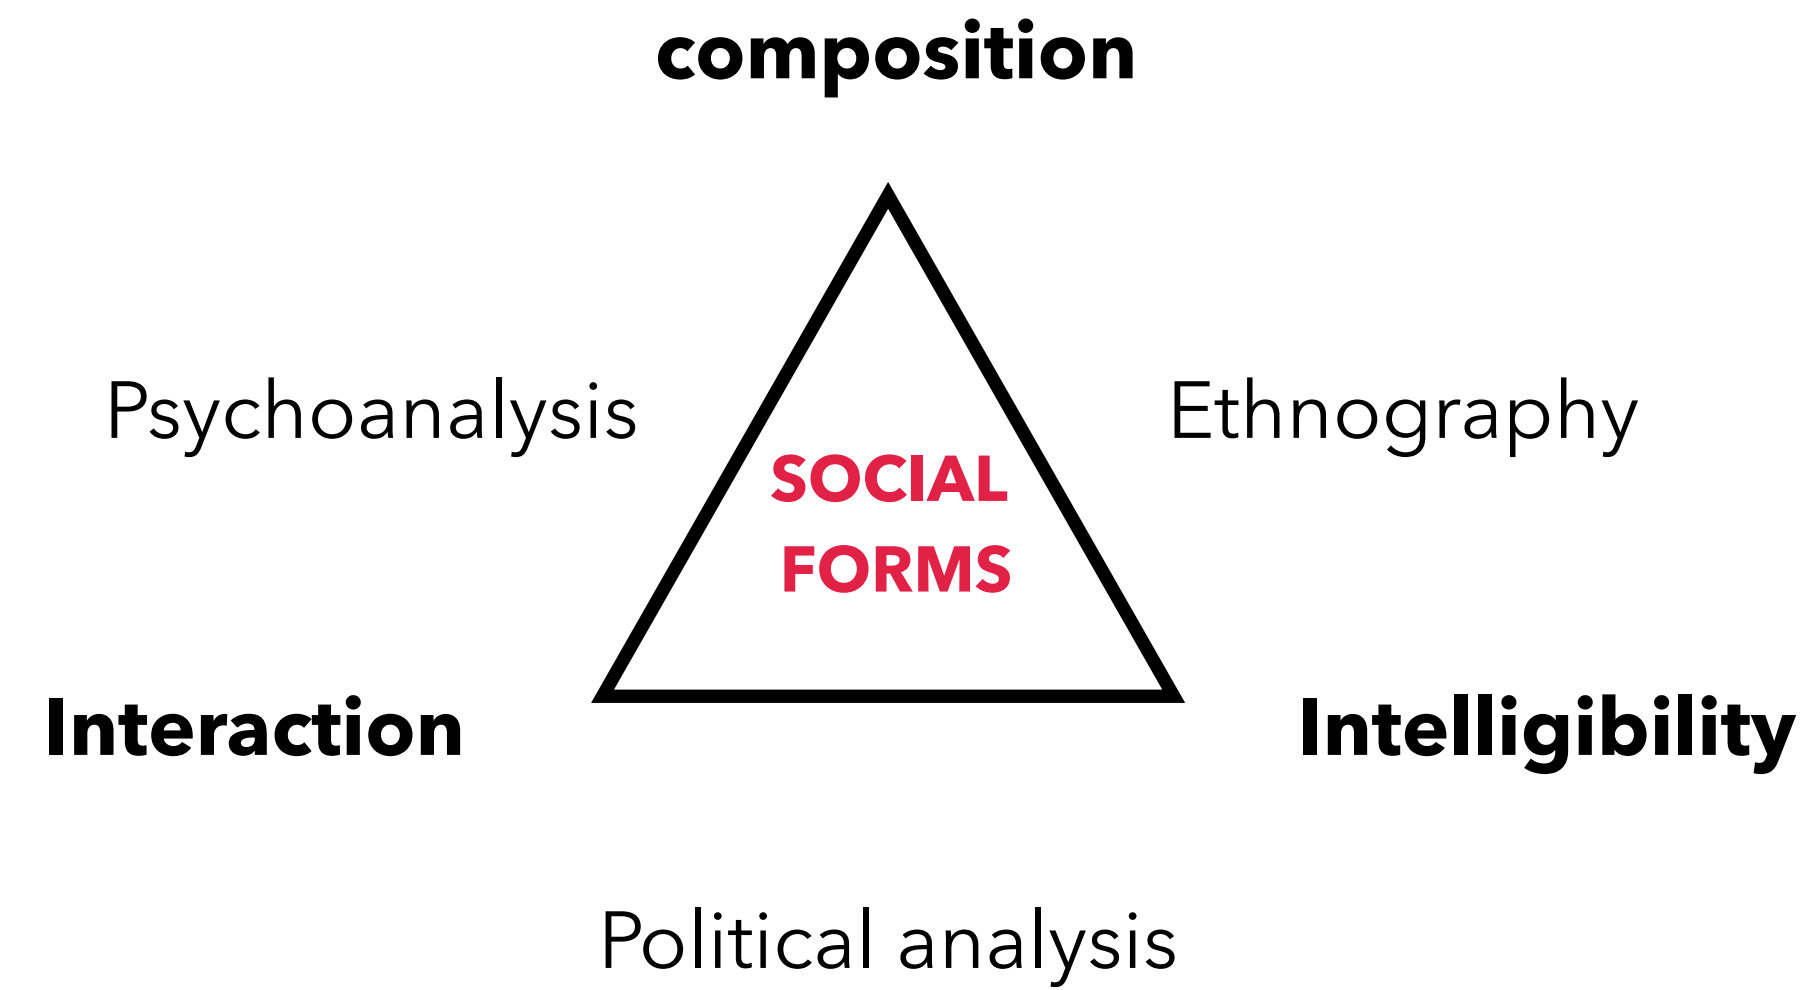 composition
Psychoanalysis
Ethnography
SOCIAL
FORMS
Interaction
Intelligibility
Political analysis